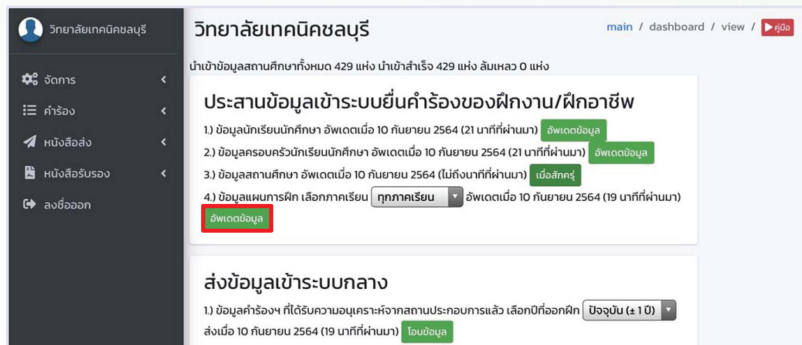 วิทยาลัยเทคนิคชลบุรี
วิทยาลัยเทคนิคชลบุรี
main / dashboard / view / คู่มือ
นำเข้าข้อมูลสถานศึกษาทั้งหมด 429 แห่ง นำเข้าสำเร็จ 429 แห่ง ล้มเหลว 0 แห่ง
จัดการ
คำร้อง
หนังสือส่ง
หนังสือรับรอง
ลงชื่อออก
ประสานข้อมูลเข้าระบบยื่นคำร้องของฝึกงาน/ฝึกอาชีพ
1.) ข้อมูลนักเรียนนักศึกษา อัพเดตเมื่อ 10 กันยายน 2564 (21 นาทีที่ผ่านมา) อัพเดตข้อมูล
2.) ข้อมูลครอบครัวนักเรียนนักศึกษา อัพเดตเมื่อ 10 กันยายน 2564 (21 นาทีที่ผ่านมา) อัพเดตข้อมูล
3.) ข้อมูลสถานศึกษา อัพเดตเมื่อ 10 กันยายน 2564 (ไม่ถึงนาทีที่ผ่านมา) เมื่อสักครู่
4.) ข้อมูลแผนการฝึก เลือกภาคเรียน ทุกภาคเรียน อัพเดตเมื่อ 10 กันยายน 2564 (19 นาทีที่ผ่านมา)
อัพเดตข้อมูล
ส่งข้อมูลเข้าระบบกลาง
1.) ข้อมูลคำร้องฯ ที่ได้รับความอนุเคราะห์จากสถานประกอบการแล้ว เลือกปีที่ออกฝึก ปัจจุบัน (± 1 ปี)
ส่งเมื่อ 10 กันยายน 2564 (19 นาทีที่ผ่านมา) โอนข้อมูล